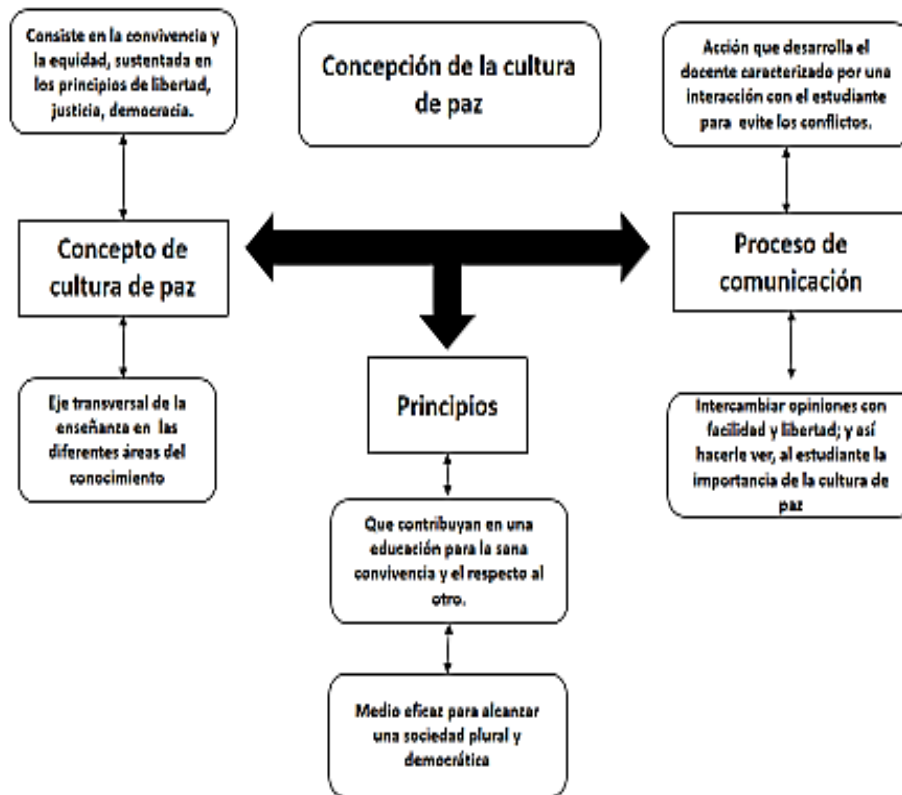 Consiste en la convivencia y
la equidad, sustentada en
los principios de libertad,
justicia, democracia.
Concepción de la cultura
de paz
Acción que desarrolla el
docente caracterizado por una
interacción con el estudiante
para evite los conflictos.
Concepto de
cultura de paz
Proceso de
comunicación
Eje transversal de la
enseñanza en las
diferentes áreas del
conocimiento
Principios
Intercambiar opiniones con
facilidad y libertad; y así
hacerle ver, al estudiante la
importancia de la cultura de
paz
Que contribuyan en una
educación para la sana
convivencia y el respecto al
otro.
Medio eficaz para alcanzar
una sociedad plural y
democrática